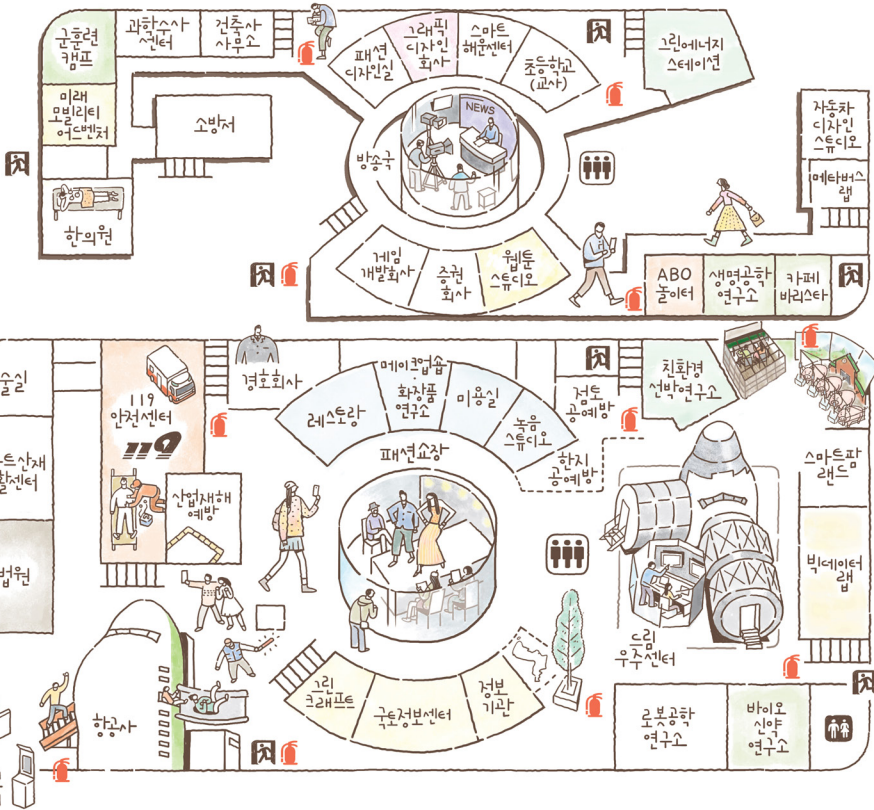 군훈련
캠프
과학수사
센터
건축사
사무소
패션
디자인실
그래픽
디자인
회사
스마트
해운센터
초등학교
(교사)
그린에너지
스테이션
미래
모빌리티
어드벤처
소방서
한의원
방송국
NEWS
자동차
디자인
스튜디오
메타버스
랩
게임
개발회사
증권
회사
웹툰
스튜디오
ABO
놀이터
생명공학
연구소
카페
바리스타
술실
119
안전센터
119
경호회사
레스토랑
메이크업숍
·
화장품
연구소
미용실
녹음
스튜디오
점토
공예방
한지
공예방
친환경
선박연구소
패션쇼장
트산재
활센터
산업재해
예방
스마트팜
랜드
법원
빅데이터
랩
드림
우주센터
항공사
그린
크래프트
국토정보센터
정보
기관
로봇공학
연구소
바이오
신약
연구소